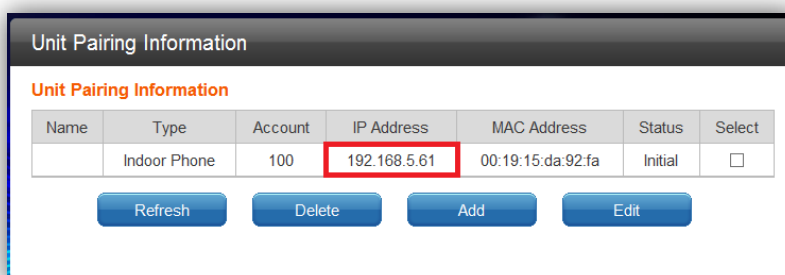 Unit Pairing Information
Unit Pairing Information
Name Type Account IP Address MAC Address Status Select
Indoor Phone 100 192.168.5.61 00:19:15:da:92:fa Initial
Refresh Delete Add Edit